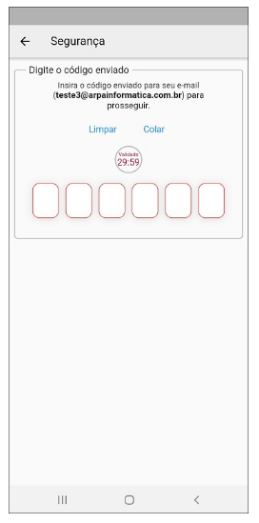 Segurança
Digite o código enviado
Insira o código enviado para seu e-mail
(teste3@arpainformatica.com.br) para
prosseguir.
Limpar Colar
Validade
29:59